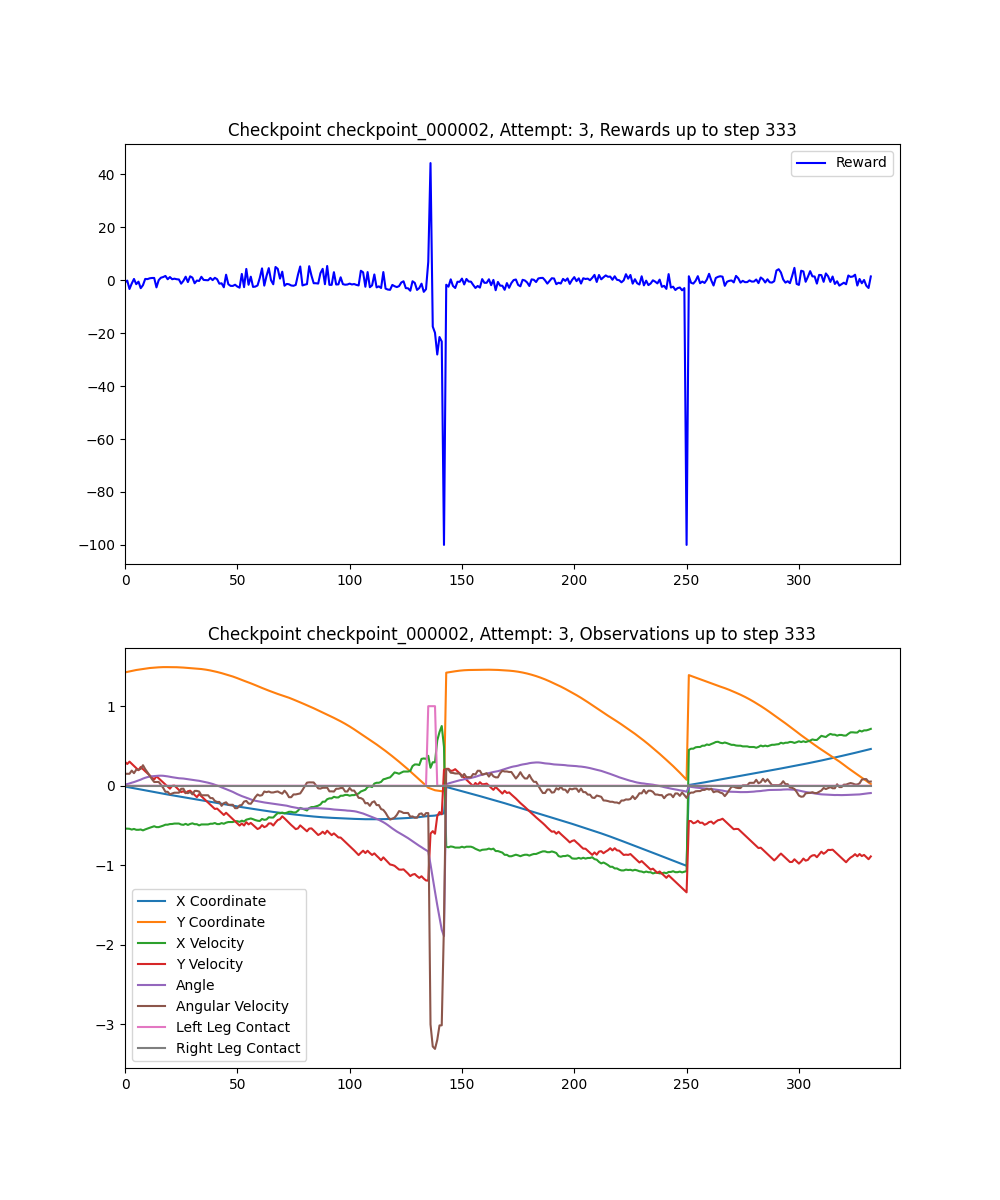 Checkpoint checkpoint_000002, Attempt: 3, Rewards up to step 333
Reward
40
20
0
−20
−40
−60
−80
−100
0 50 100 150 200 250 300
Checkpoint checkpoint_000002, Attempt: 3, Observations up to step 333
1
0
−1
−2
−3
X Coordinate
Y Coordinate
X Velocity
Y Velocity
Angle
Angular Velocity
Left Leg Contact
Right Leg Contact
0 50 100 150 200 250 300